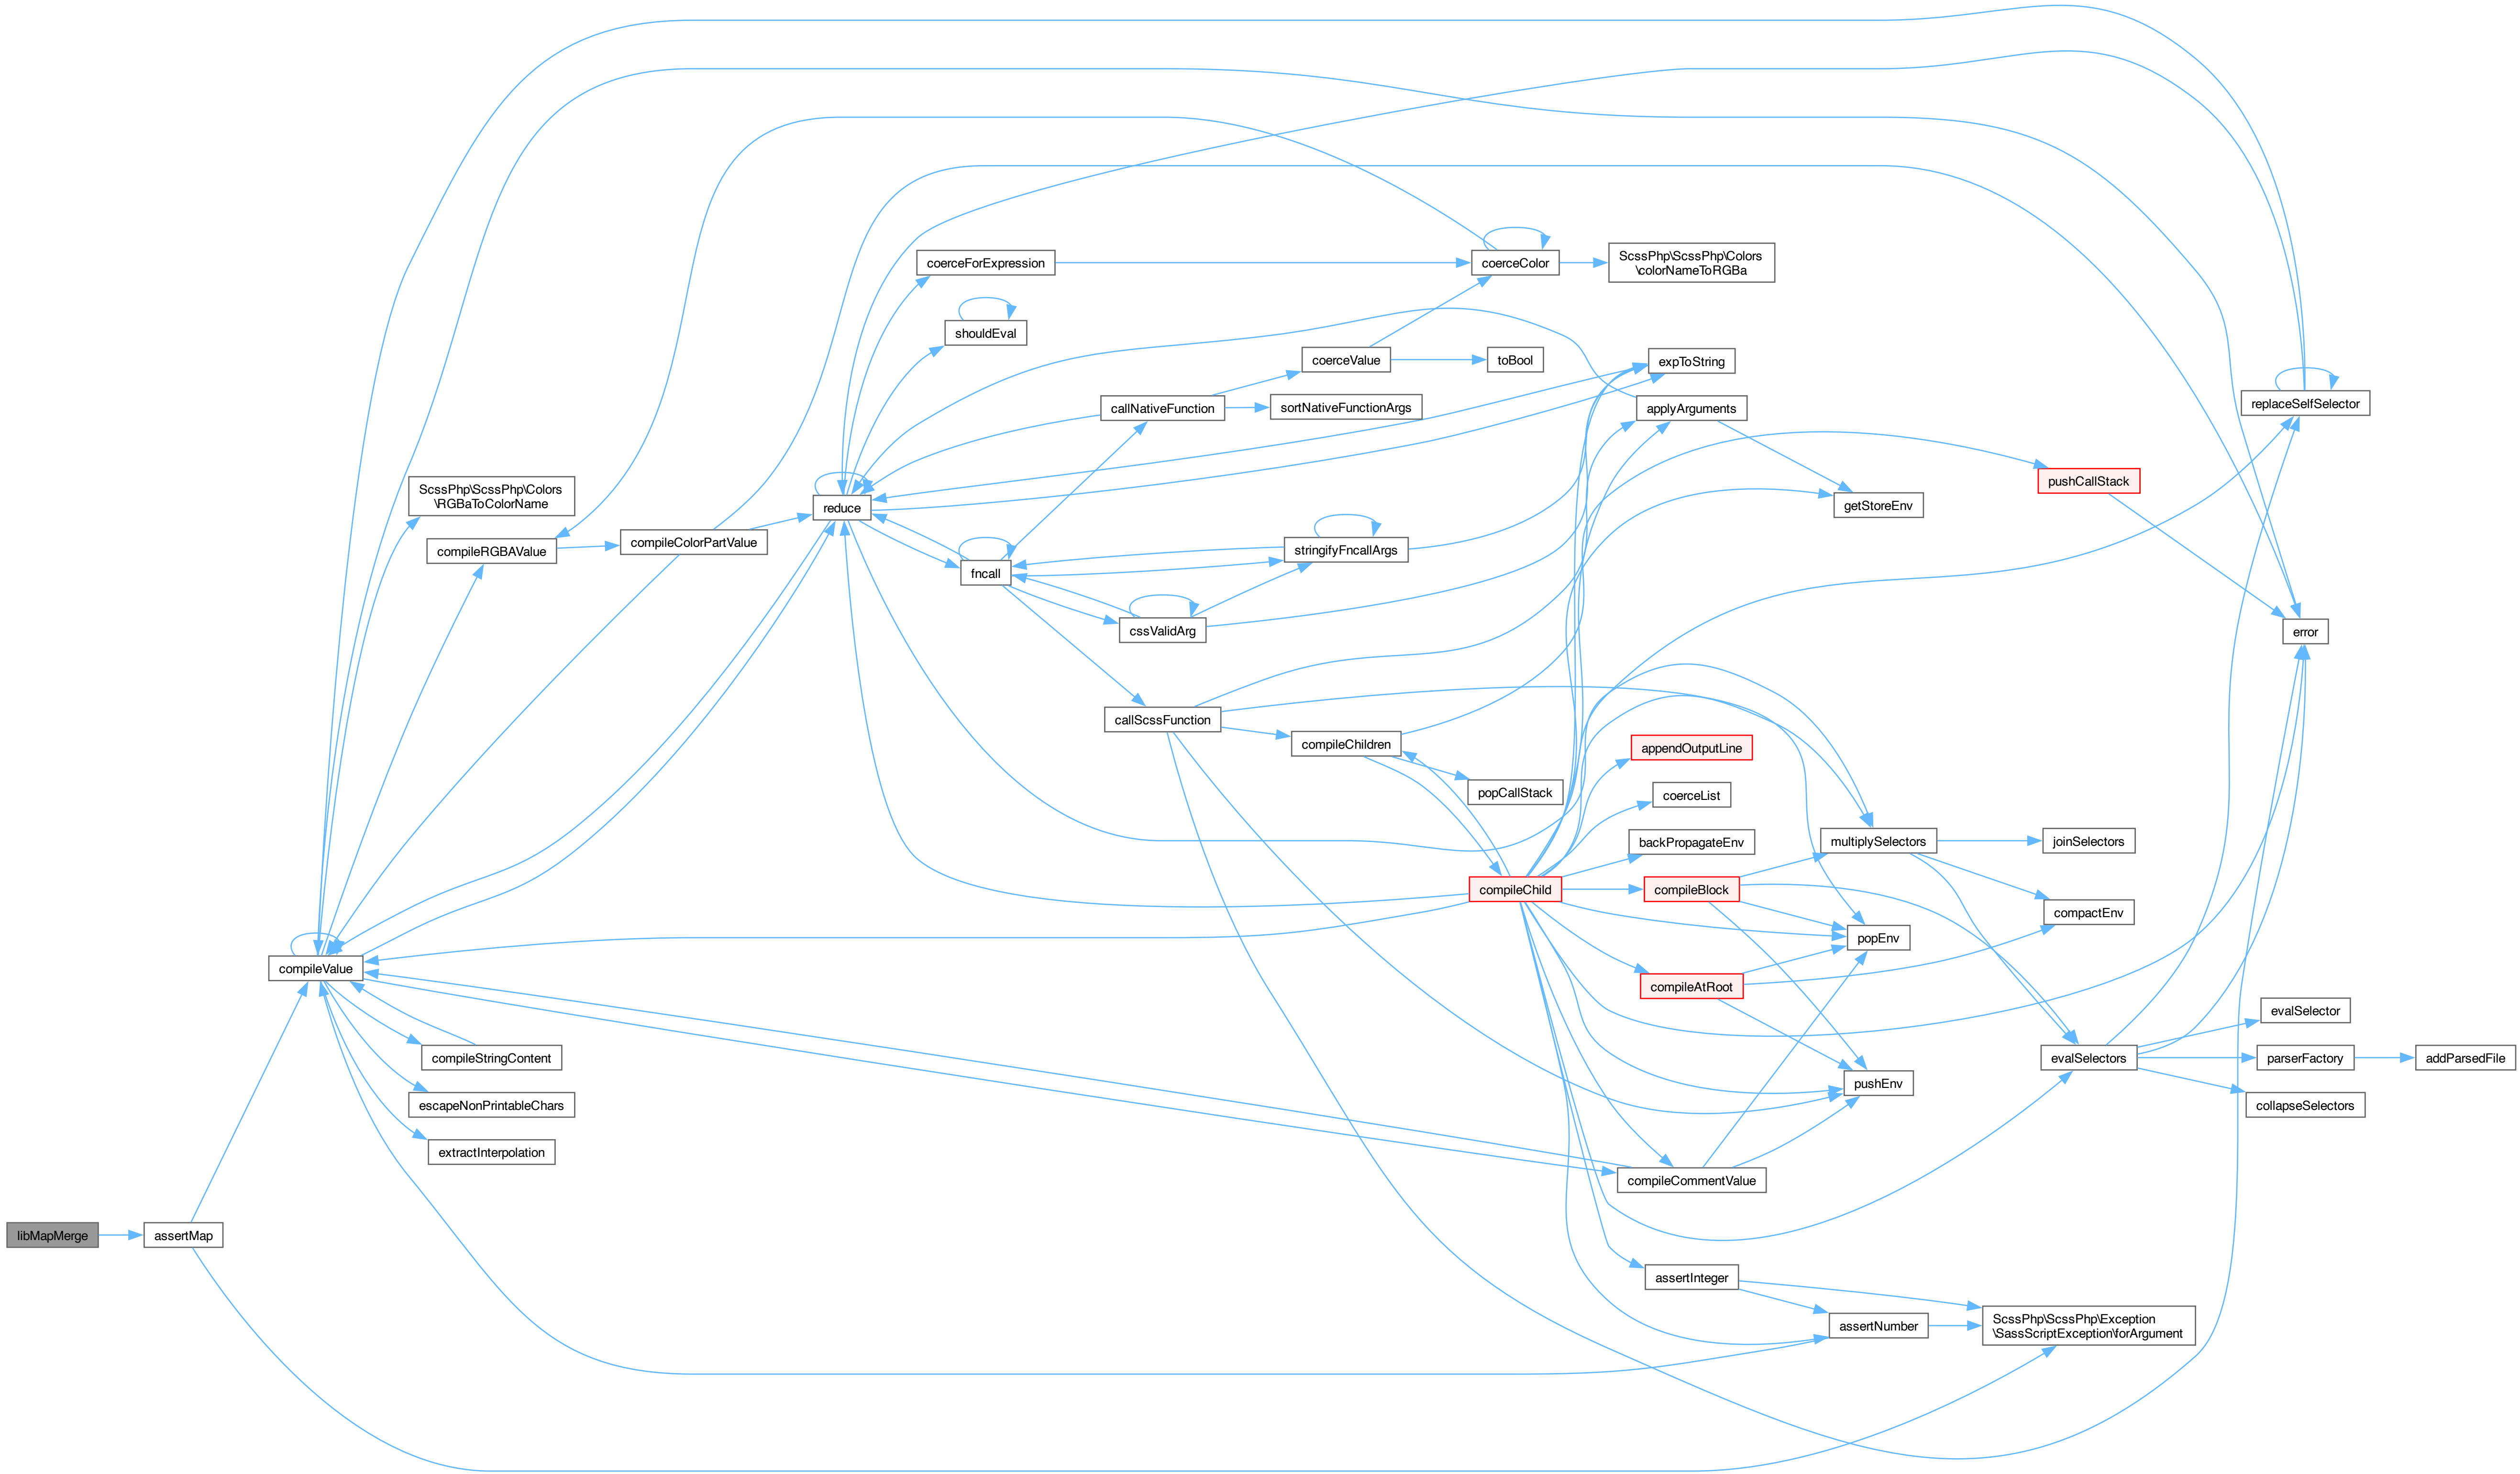 libMapMerge
assertMap
compileValue
ScssPhp\ScssPhp\Colors
\RGBaToColorName
compileRGBAValue
compileStringContent
escapeNonPrintableChars
extractInterpolation
compileColorPartValue
reduce
coerceForExpression
shouldEval
fncall
callNativeFunction
cssValidArg
callScssFunction
coerceValue
sortNativeFunctionArgs
stringifyFncallArgs
compileChildren
coerceColor
toBool
popCallStack
compileChild
ScssPhp\ScssPhp\Colors
\colorNameToRGBa
expToString
applyArguments
appendOutputLine
coerceList
backPropagateEnv
compileBlock
compileAtRoot
compileCommentValue
assertInteger
getStoreEnv
multiplySelectors
popEnv
pushEnv
assertNumber
pushCallStack
joinSelectors
compactEnv
evalSelectors
ScssPhp\ScssPhp\Exception
\SassScriptException\forArgument
replaceSelfSelector
error
evalSelector
parserFactory
collapseSelectors
addParsedFile